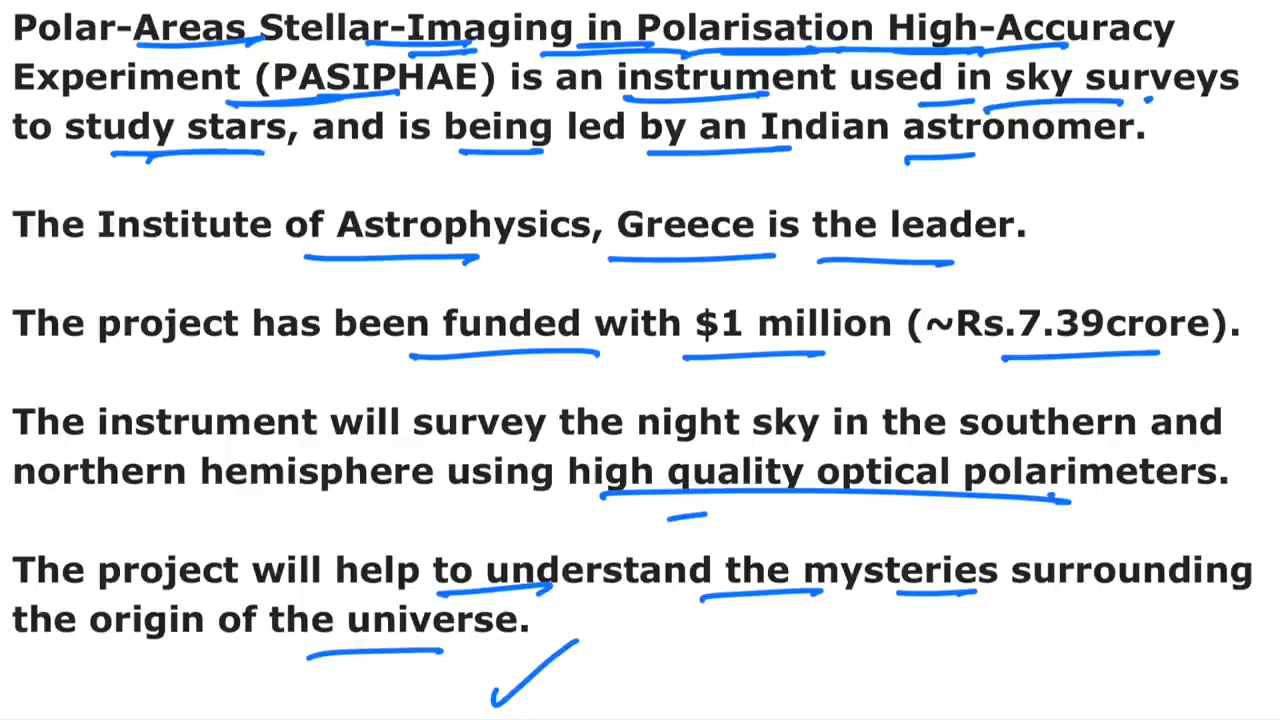 Polar-Areas Stellar-Imaging in Polarisation High-Accuracy
Experiment (PASIPHAE) is an instrument used in sky surveys
to study stars, and is being led by an Indian astronomer.
The Institute of Astrophysics, Greece is the leader.
The project has been funded with $1 million (~Rs.7.39crore).
The instrument will survey the night sky in the southern and
northern hemisphere using high quality optical polarimeters.
The project will help to understand the mysteries surrounding
the origin of the universe.